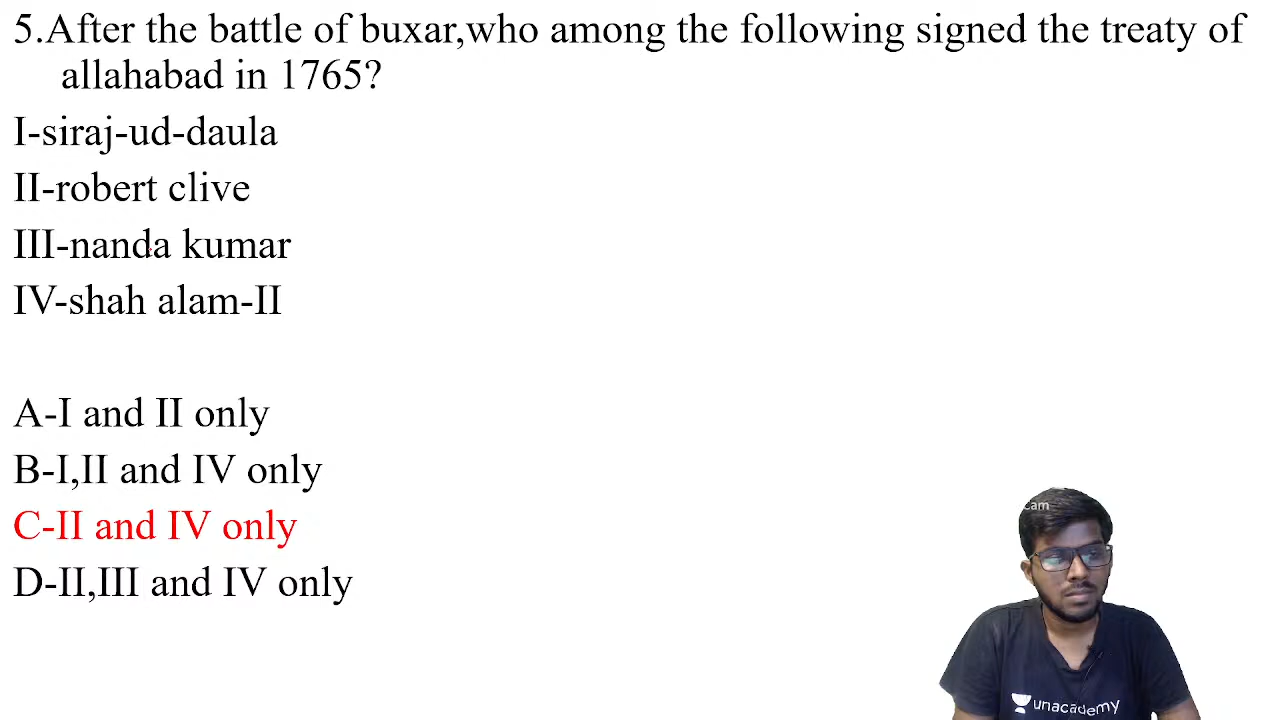 5.After the battle of buxar,who among the following signed the treaty of
allahabad in 1765?
I-siraj-ud-daula
II-robert clive
III-nanda kumar
IV-shah alam-II
A-I and II only
B-I,II and IV only
C-II and IV only
D-II,III and IV only
cam
unacademy